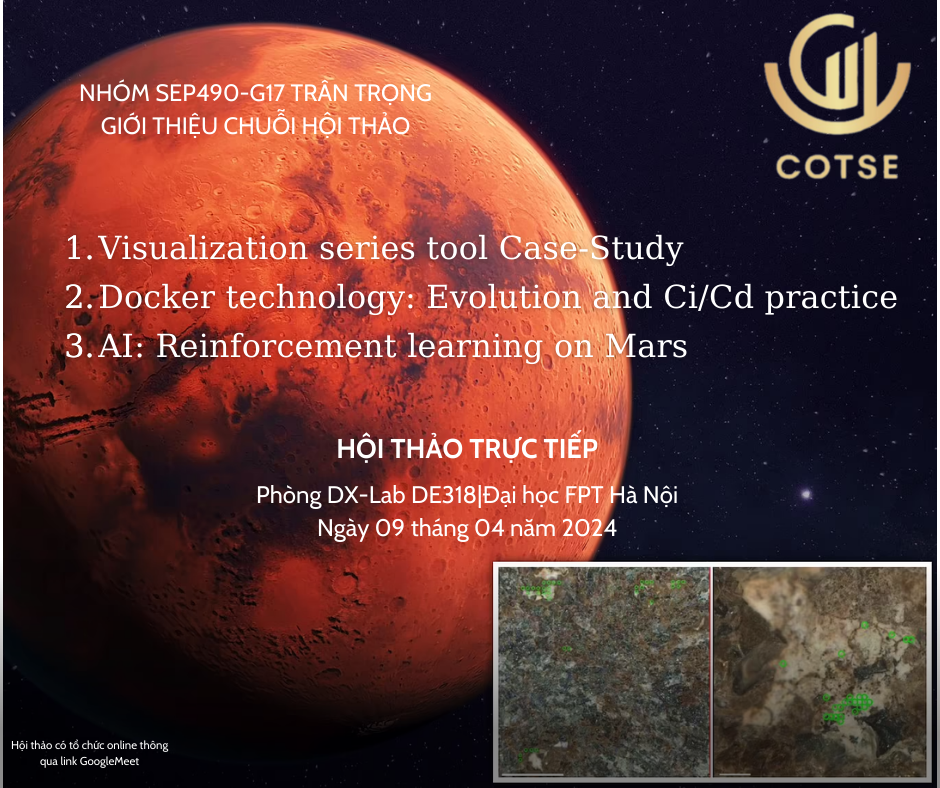 NHÓM SEP490-G17 TRÂN TRỌNG
GIỚI THIỆU CHUỖI HỘI THẢO
COTSE
1. Visualization series tool Case-Study
2. Docker technology: Evolution and Ci/Cd practice
3. AI: Reinforcement learning on Mars
HỘI THẢO TRỰC TIẾP
Phòng DX-Lab DE318|Đại học FPT Hà Nội
Ngày 09 tháng 04 năm 2024
Hội thảo có tổ chức online thông
qua link GoogleMeet